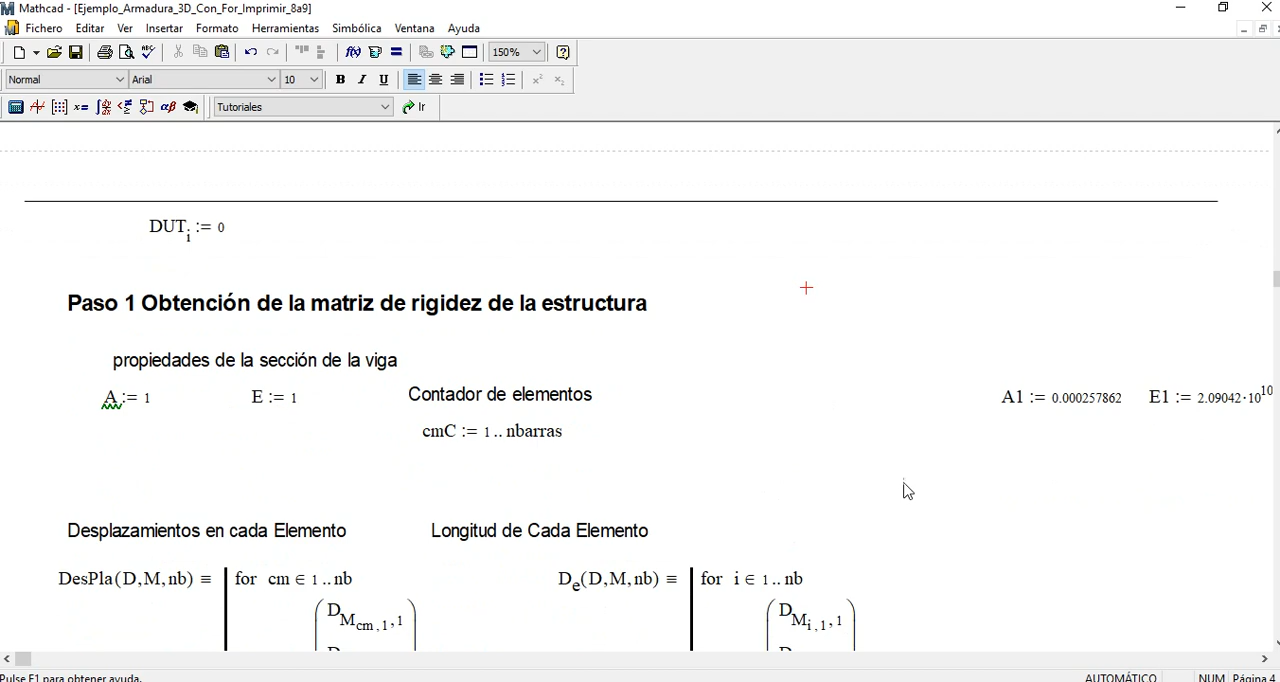 Mathcad - [Ejemplo_Armadura_3D_Con_For_Imprimir_8a9]
Fichero Editar Ver Insertar Formato Herramientas Simbólica Ventana Ayuda
150%
Normal Arial 10 B I U
Tutoriales Ir
DUT_i := 0
Paso 1 Obtención de la matriz de rigidez de la estructura
propiedades de la sección de la viga
A := 1 E := 1 Contador de elementos A1 := 0.000257862 E1 := 2.09042·10^10
cmC := 1 .. nbarras
Desplazamientos en cada Elemento Longitud de Cada Elemento
DesPla(D,M,nb) ≡ for cm ∈ 1 .. nb D_e(D,M,nb) ≡ for i ∈ 1 .. nb
D_M_cm,1,1 D_M_i,1,1
Pulse F1 para obtener ayuda. AUTOMÁTICO NUM Página 4